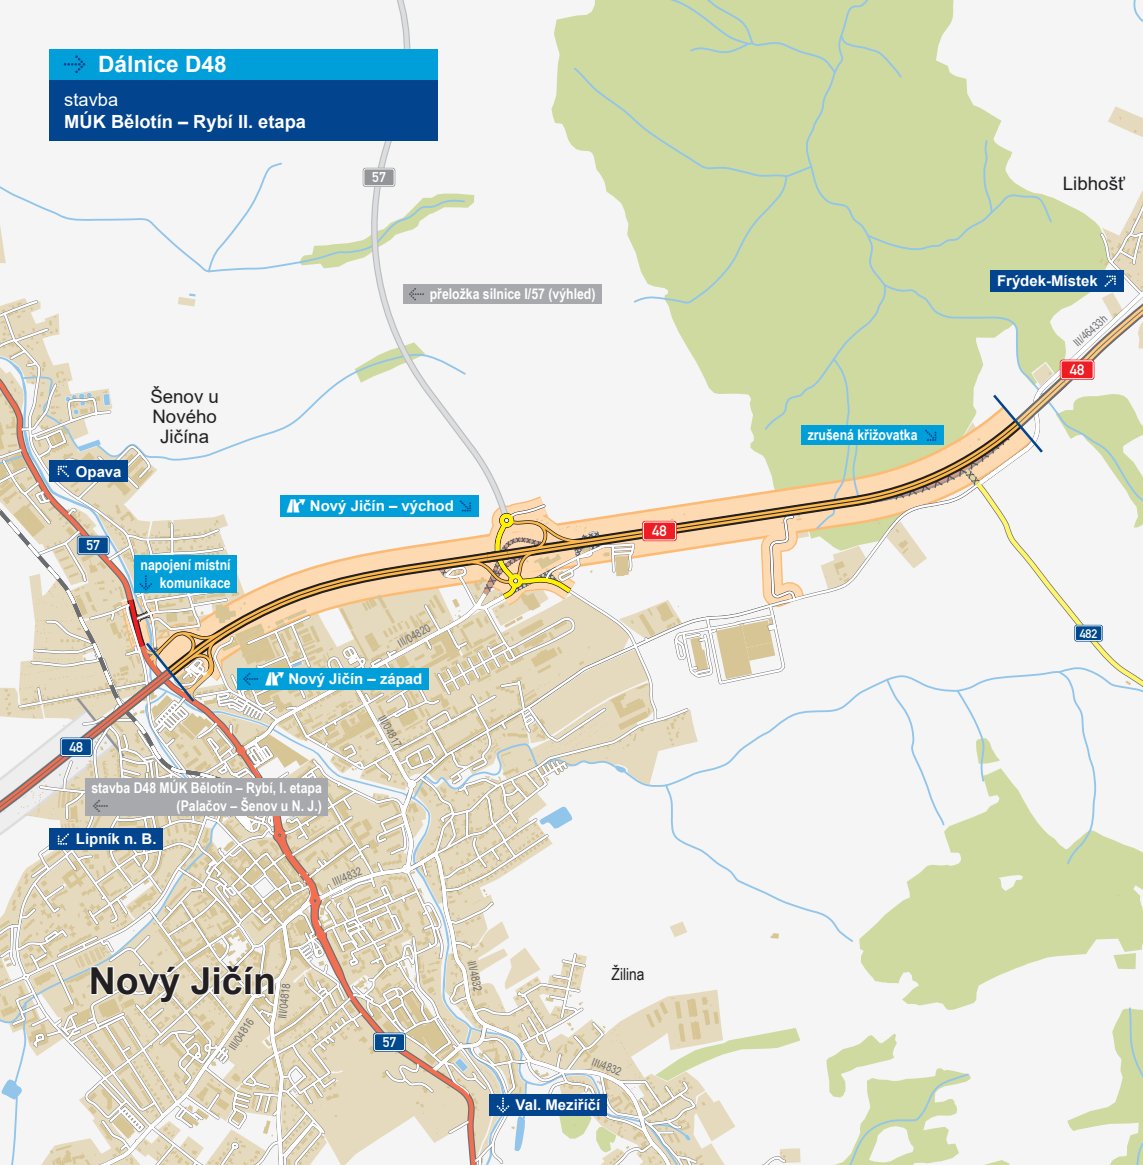 Dálnice D48
stavba
MÚK Bělotín – Rybí II. etapa
57
Libhošť
Frýdek-Místek
přeložka silnice I/57 (výhled)
III/46433h
48
Šenov u
Nového
Jičína
zrušená křižovatka
Opava
Nový Jičín – východ
48
57
napojení místní
komunikace
III/04820
482
Nový Jičín – západ
III/04817
48
stavba D48 MÚK Bělotín – Rybí, I. etapa
(Palačov – Šenov u N. J.)
Lipník n. B.
III/4832
Žilina
Nový Jičín
III/4832
III/04818
III/04816
57
III/4832
Val. Meziříčí